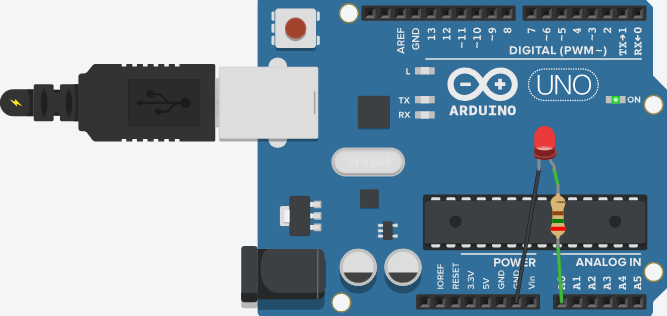 AREF
GND
13
12
~11
~10
~9
8
7
~6
~5
4
~3
2
TX→1
RX←0
DIGITAL (PWM~)
L
TX
RX
ARDUINO
UNO
ON
POWER
ANALOG IN
IOREF
RESET
3.3V
5V
GND
GND
Vin
A0
A1
A2
A3
A4
A5